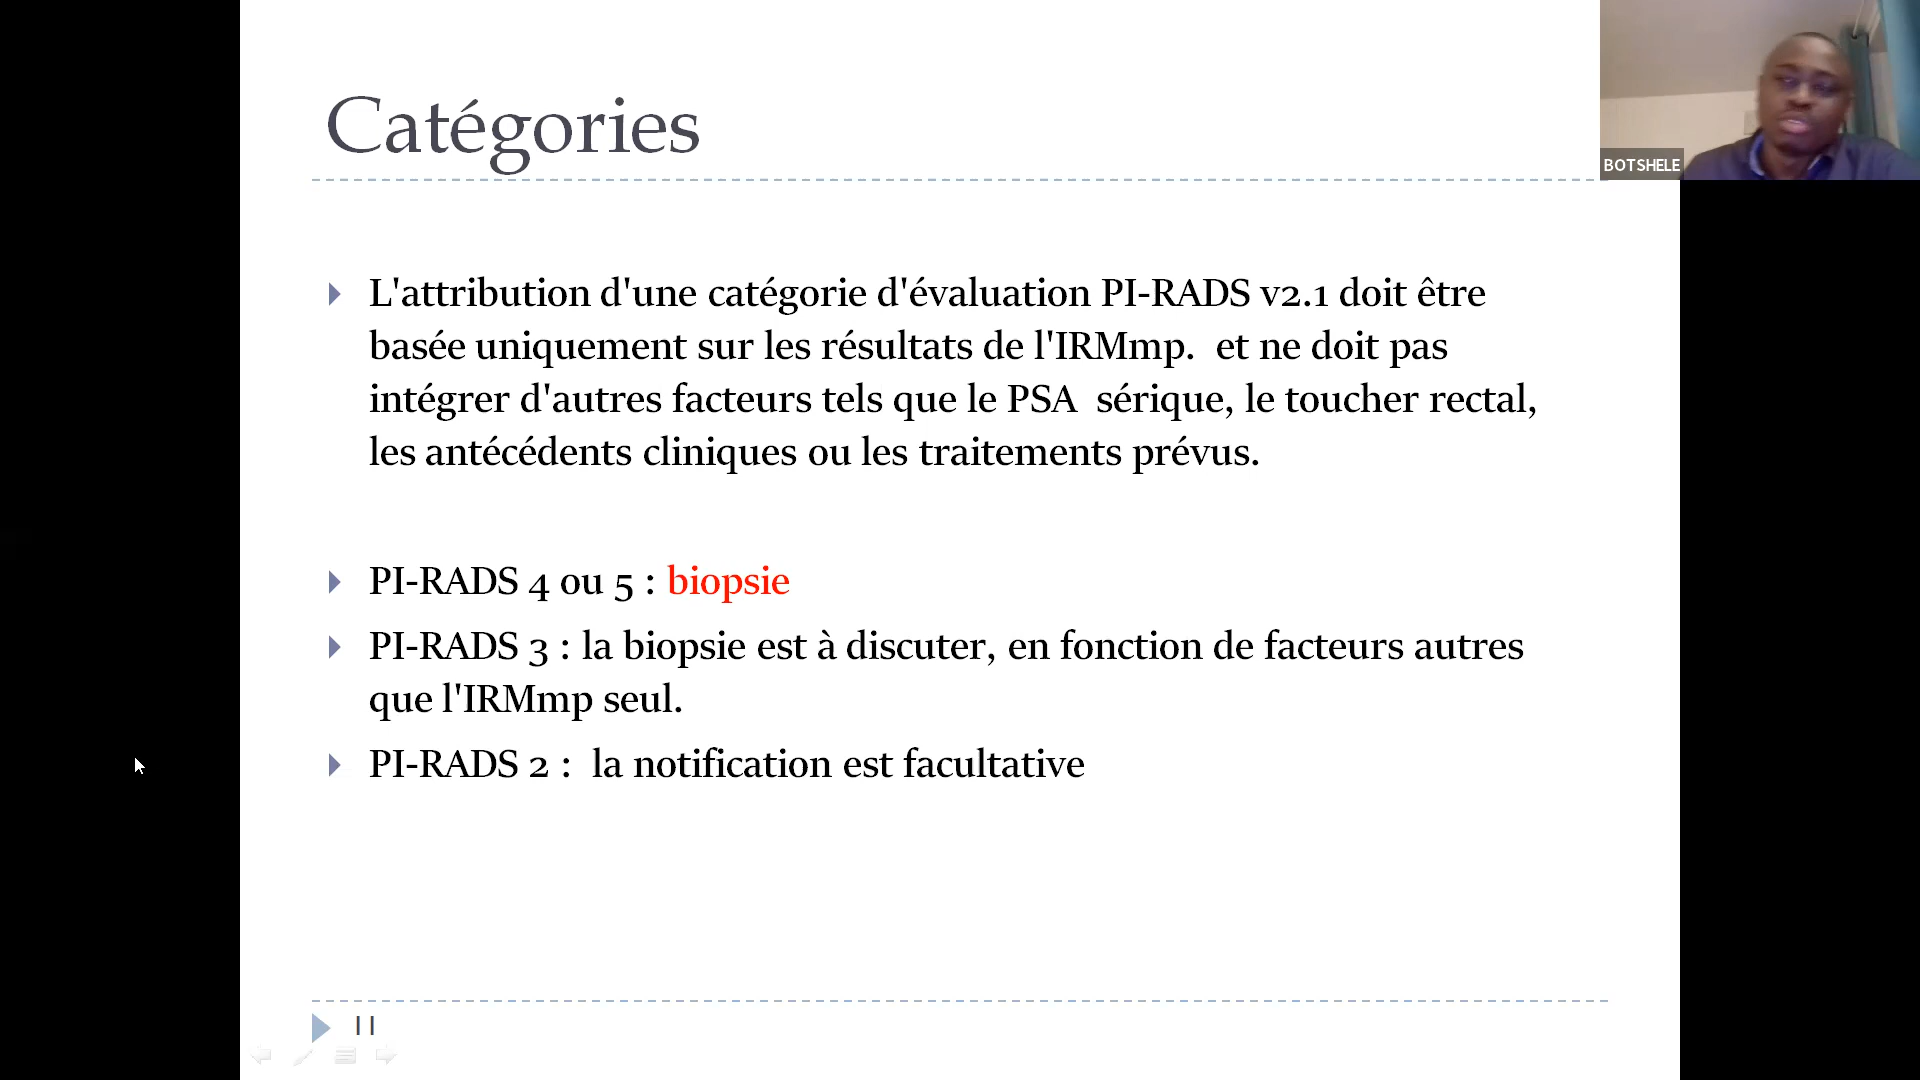 Catégories
BOTSHELE
L'attribution d'une catégorie d'évaluation PI-RADS v2.1 doit être
basée uniquement sur les résultats de l'IRMmp.  et ne doit pas
intégrer d'autres facteurs tels que le PSA  sérique, le toucher rectal,
les antécédents cliniques ou les traitements prévus.
PI-RADS 4 ou 5 : biopsie
PI-RADS 3 : la biopsie est à discuter, en fonction de facteurs autres
que l'IRMmp seul.
PI-RADS 2 :  la notification est facultative
11